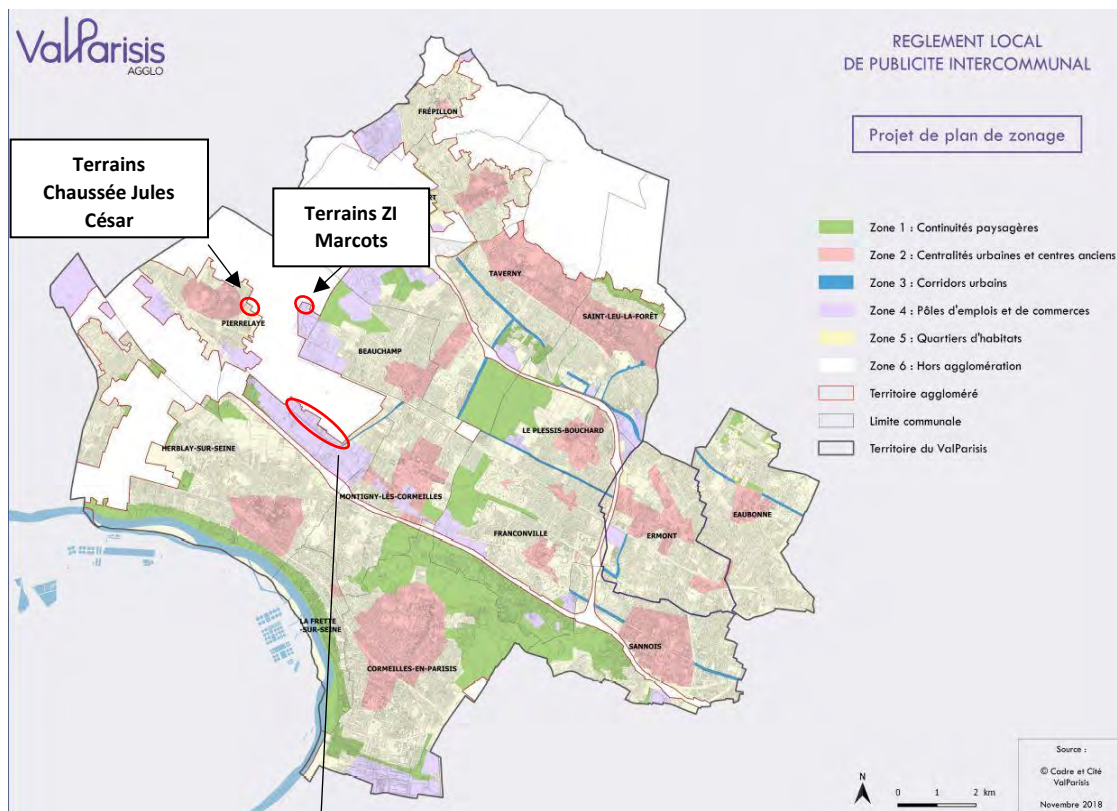 ValParisis
AGGLO
REGLEMENT LOCAL
DE PUBLICITE INTERCOMMUNAL
Projet de plan de zonage
Terrains
Chaussée Jules
César
Terrains ZI
Marcots
Zone 1 : Continuités paysagères
Zone 2 : Centralités urbaines et centres anciens
Zone 3 : Corridors urbains
Zone 4 : Pôles d'emplois et de commerces
Zone 5 : Quartiers d'habitats
Zone 6 : Hors agglomération
Territoire aggloméré
Limite communale
Territoire du ValParisis
FRÉPILLON
TAVERNY
SAINT-LEU-LA-FORÊT
PIERRELAYE
BEAUCHAMP
LE PLESSIS-BOUCHARD
HERBLAY-SUR-SEINE
MONTIGNY-LÈS-CORMEILLES
EAUBONNE
FRANCONVILLE
ERMONT
LA FRETTE
-SUR-SEINE
SANNOIS
CORMEILLES-EN-PARISIS
N
0 1 2 km
Source :
© Cadre et Cité
ValParisis
Novembre 2018